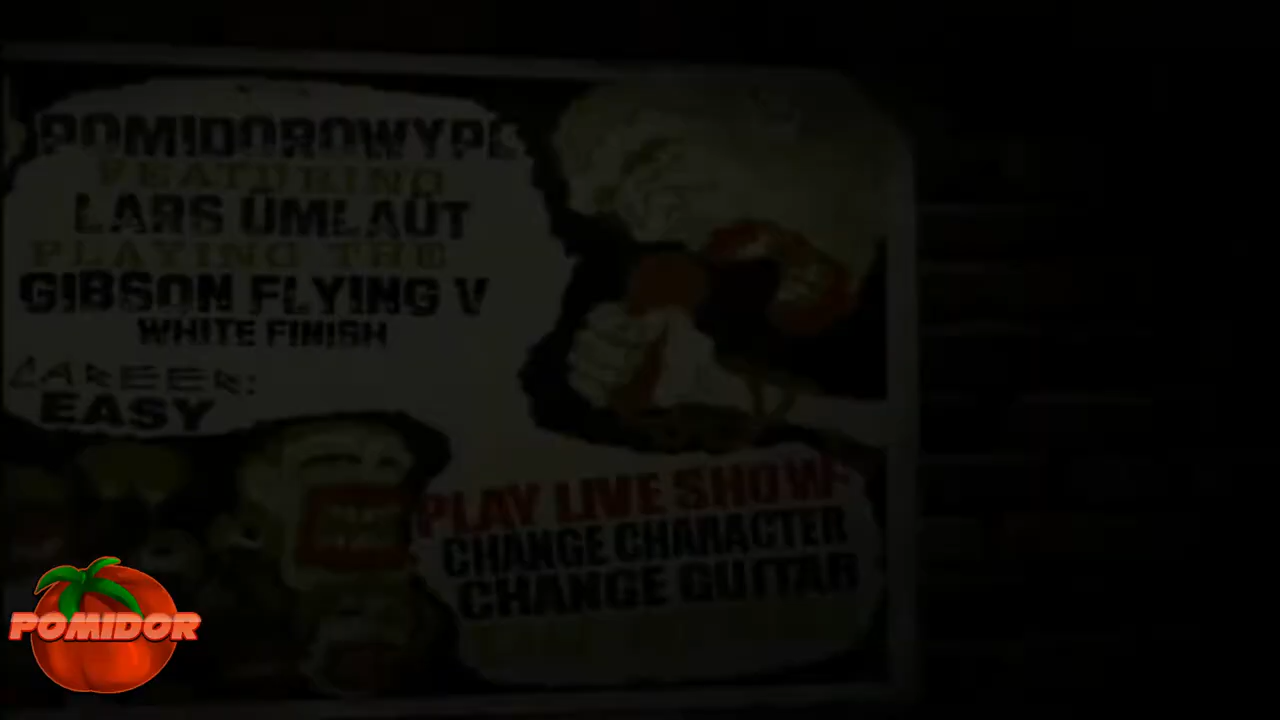 POMIDOROWYPL
FEATURING
LARS ÜMLAÜT
PLAYING THE
GIBSON FLYING V
WHITE FINISH
CAREER:
EASY
PLAY LIVE SHOW
CHANGE CHARACTER
CHANGE GUITAR
POMIDOR